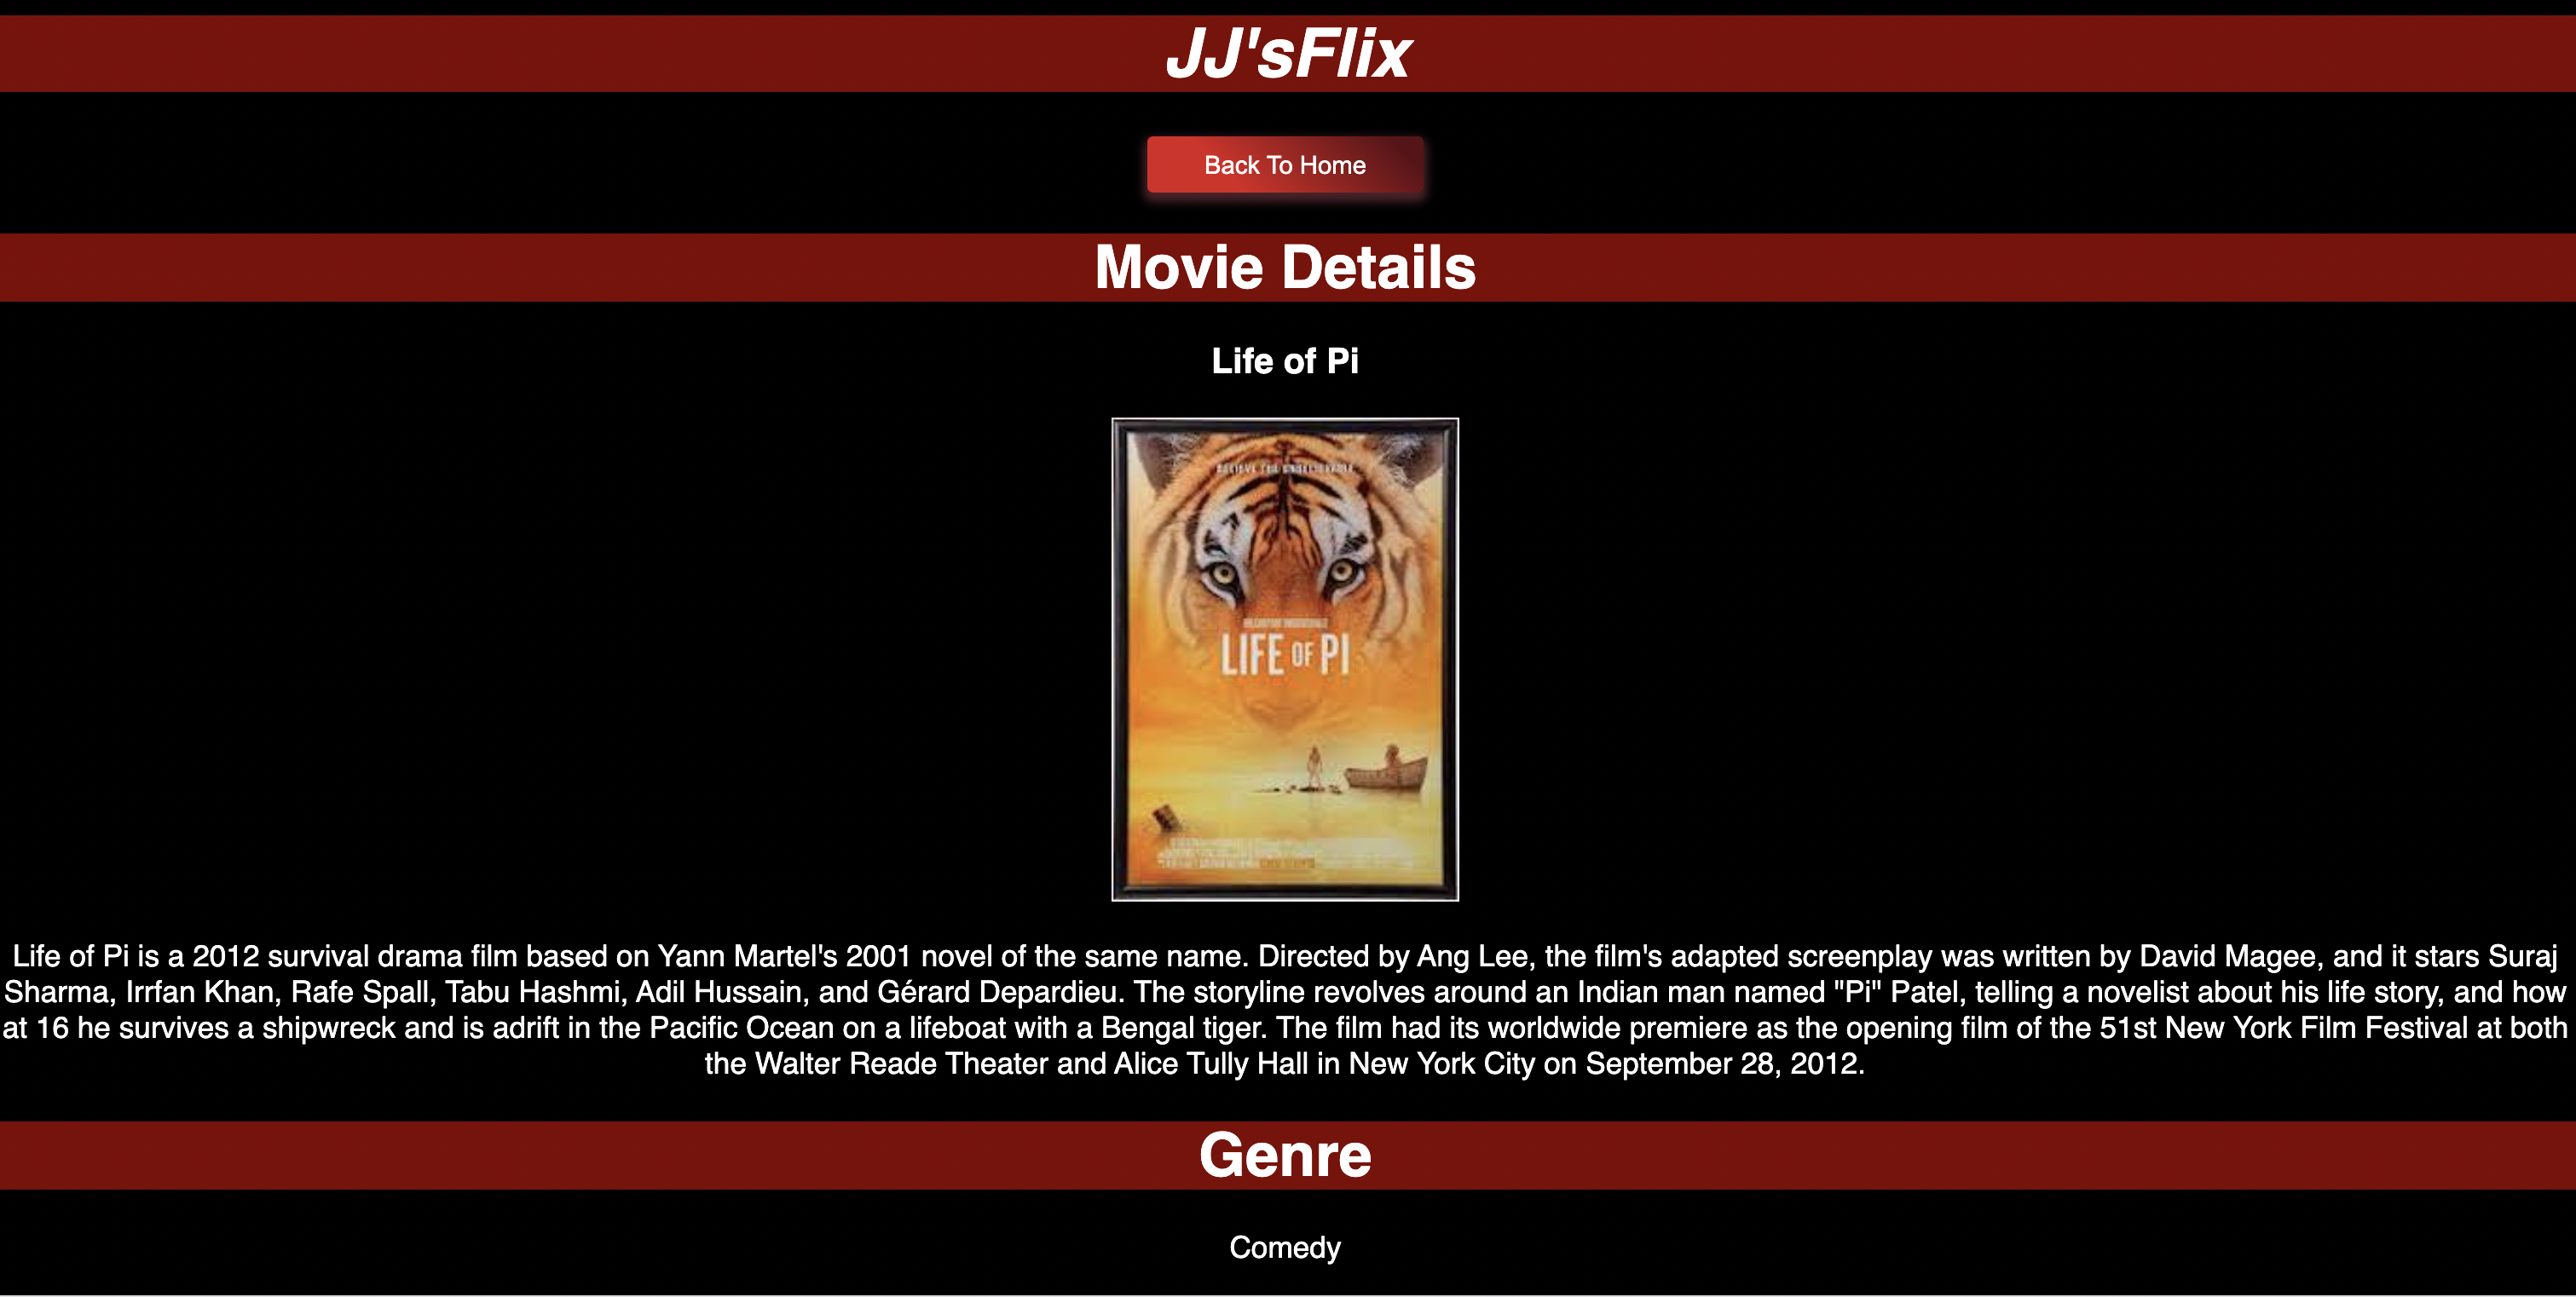 JJ'sFlix
Back To Home
Movie Details
Life of Pi
LIFE OF PI
Life of Pi is a 2012 survival drama film based on Yann Martel's 2001 novel of the same name. Directed by Ang Lee, the film's adapted screenplay was written by David Magee, and it stars Suraj
Sharma, Irrfan Khan, Rafe Spall, Tabu Hashmi, Adil Hussain, and Gérard Depardieu. The storyline revolves around an Indian man named "Pi" Patel, telling a novelist about his life story, and how
at 16 he survives a shipwreck and is adrift in the Pacific Ocean on a lifeboat with a Bengal tiger. The film had its worldwide premiere as the opening film of the 51st New York Film Festival at both
the Walter Reade Theater and Alice Tully Hall in New York City on September 28, 2012.
Genre
Comedy